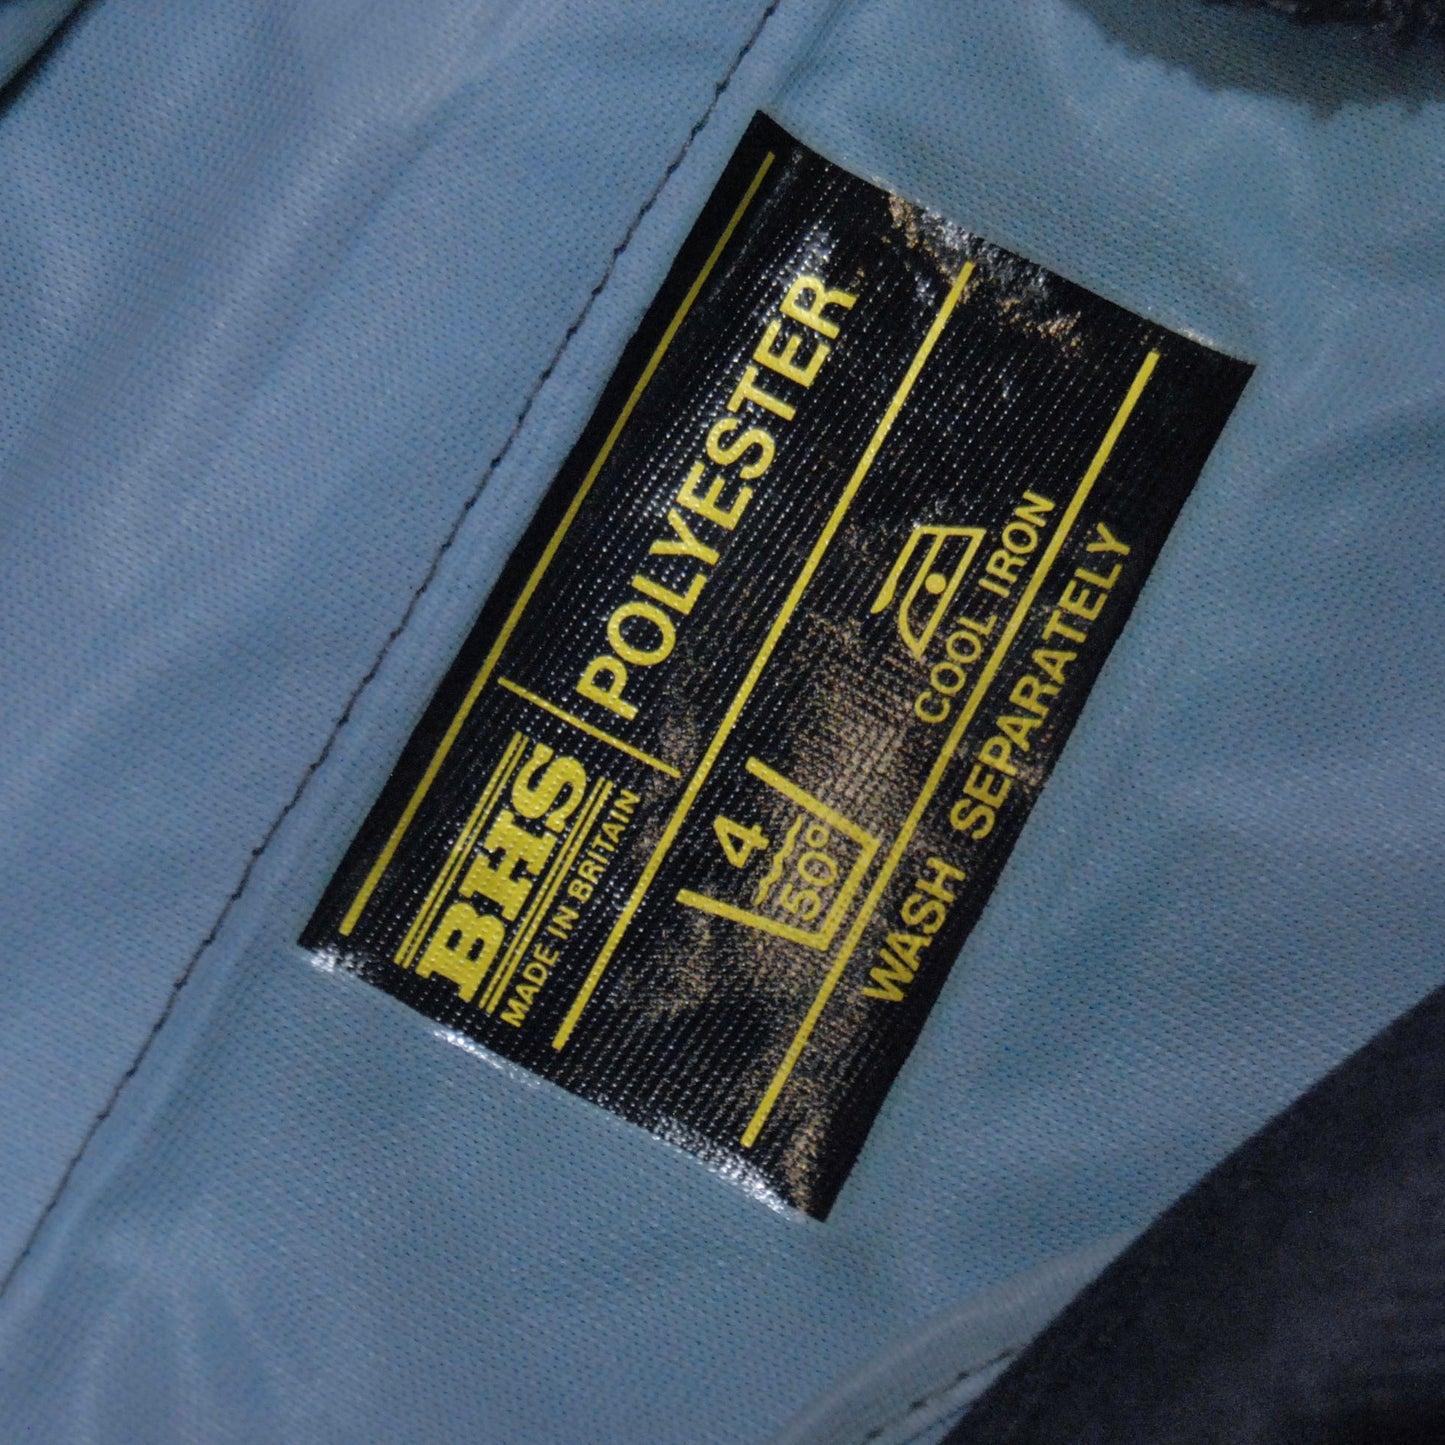 BHS
MADE IN BRITAIN
POLYESTER
4
50°
COOL IRON
WASH SEPARATELY